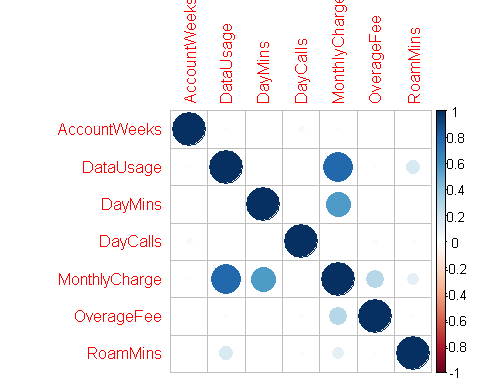 AccountWeeks
DataUsage
DayMins
DayCalls
MonthlyCharge
OverageFee
RoamMins
AccountWeeks
DataUsage
DayMins
DayCalls
MonthlyCharge
OverageFee
RoamMins
1
0.8
0.6
0.4
0.2
0
-0.2
-0.4
-0.6
-0.8
-1